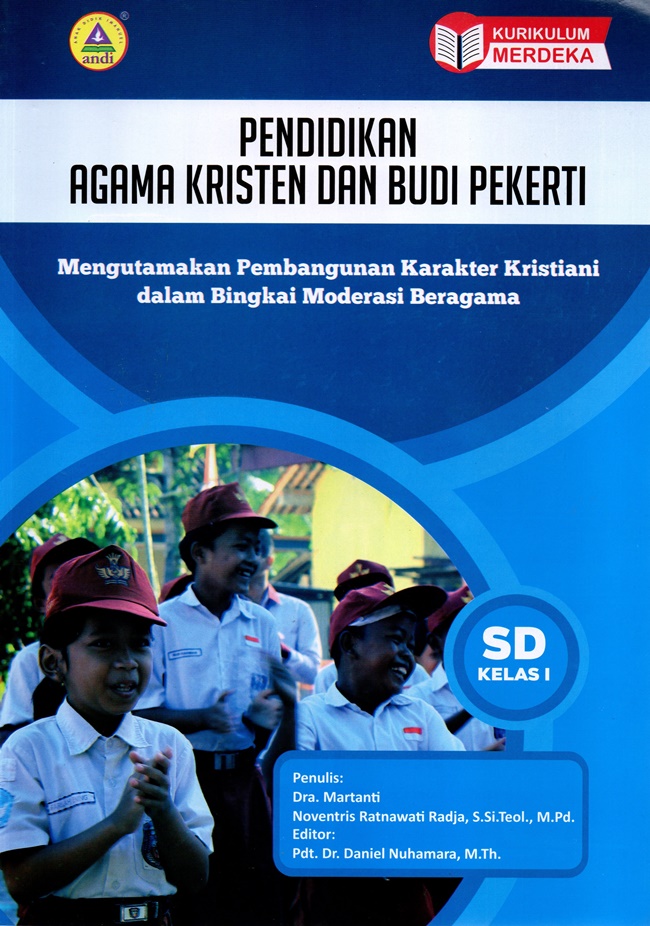 andi
KURIKULUM
MERDEKA
PENDIDIKAN
AGAMA KRISTEN DAN BUDI PEKERTI
Mengutamakan Pembangunan Karakter Kristiani
dalam Bingkai Moderasi Beragama
SD
KELAS I
Penulis:
Dra. Martanti
Noventris Ratnawati Radja, S.Si.Teol., M.Pd.
Editor:
Pdt. Dr. Daniel Nuhamara, M.Th.